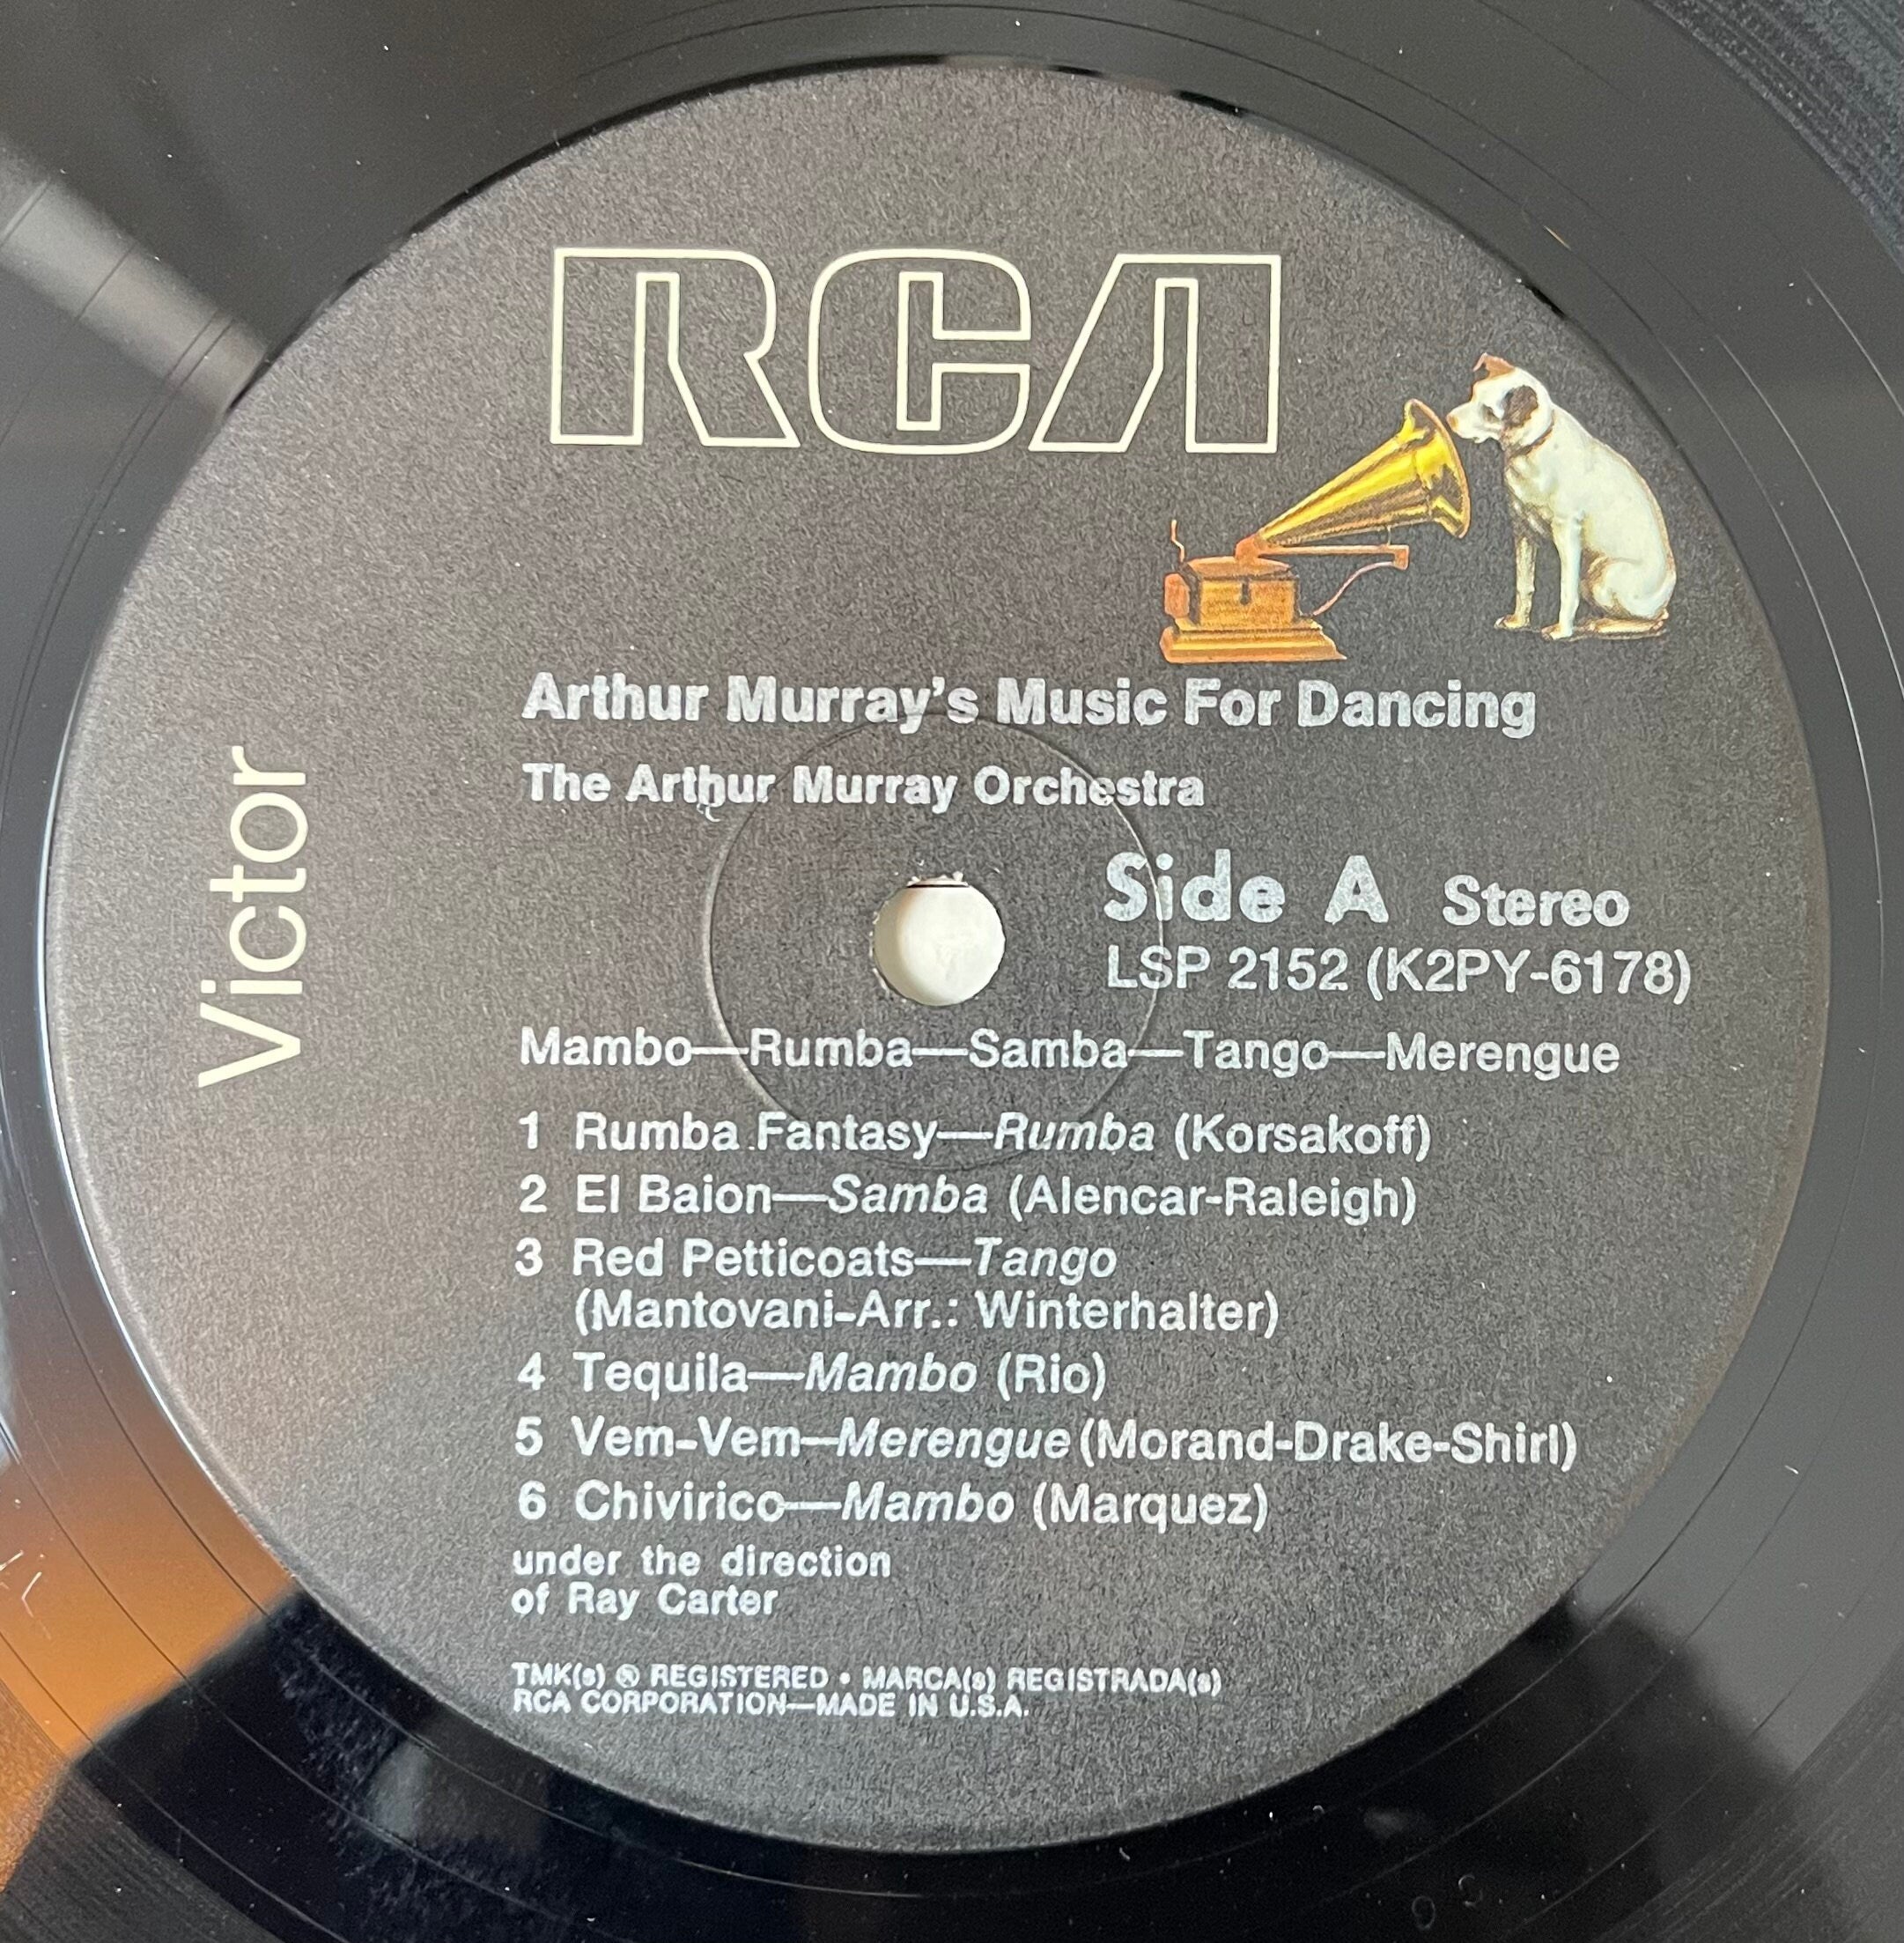 RCA
Victor
Arthur Murray's Music For Dancing
The Arthur Murray Orchestra
Side A Stereo
LSP 2152 (K2PY-6178)
Mambo—Rumba—Samba—Tango—Merengue
1 Rumba Fantasy—Rumba (Korsakoff)
2 El Baion—Samba (Alencar-Raleigh)
3 Red Petticoats—Tango
(Mantovani-Arr.: Winterhalter)
4 Tequila—Mambo (Rio)
5 Vem-Vem—Merengue (Morand-Drake-Shirl)
6 Chivirico—Mambo (Marquez)
under the direction
of Ray Carter
TMK(s) ® REGISTERED • MARCA(s) REGISTRADA(s)
RCA CORPORATION—MADE IN U.S.A.